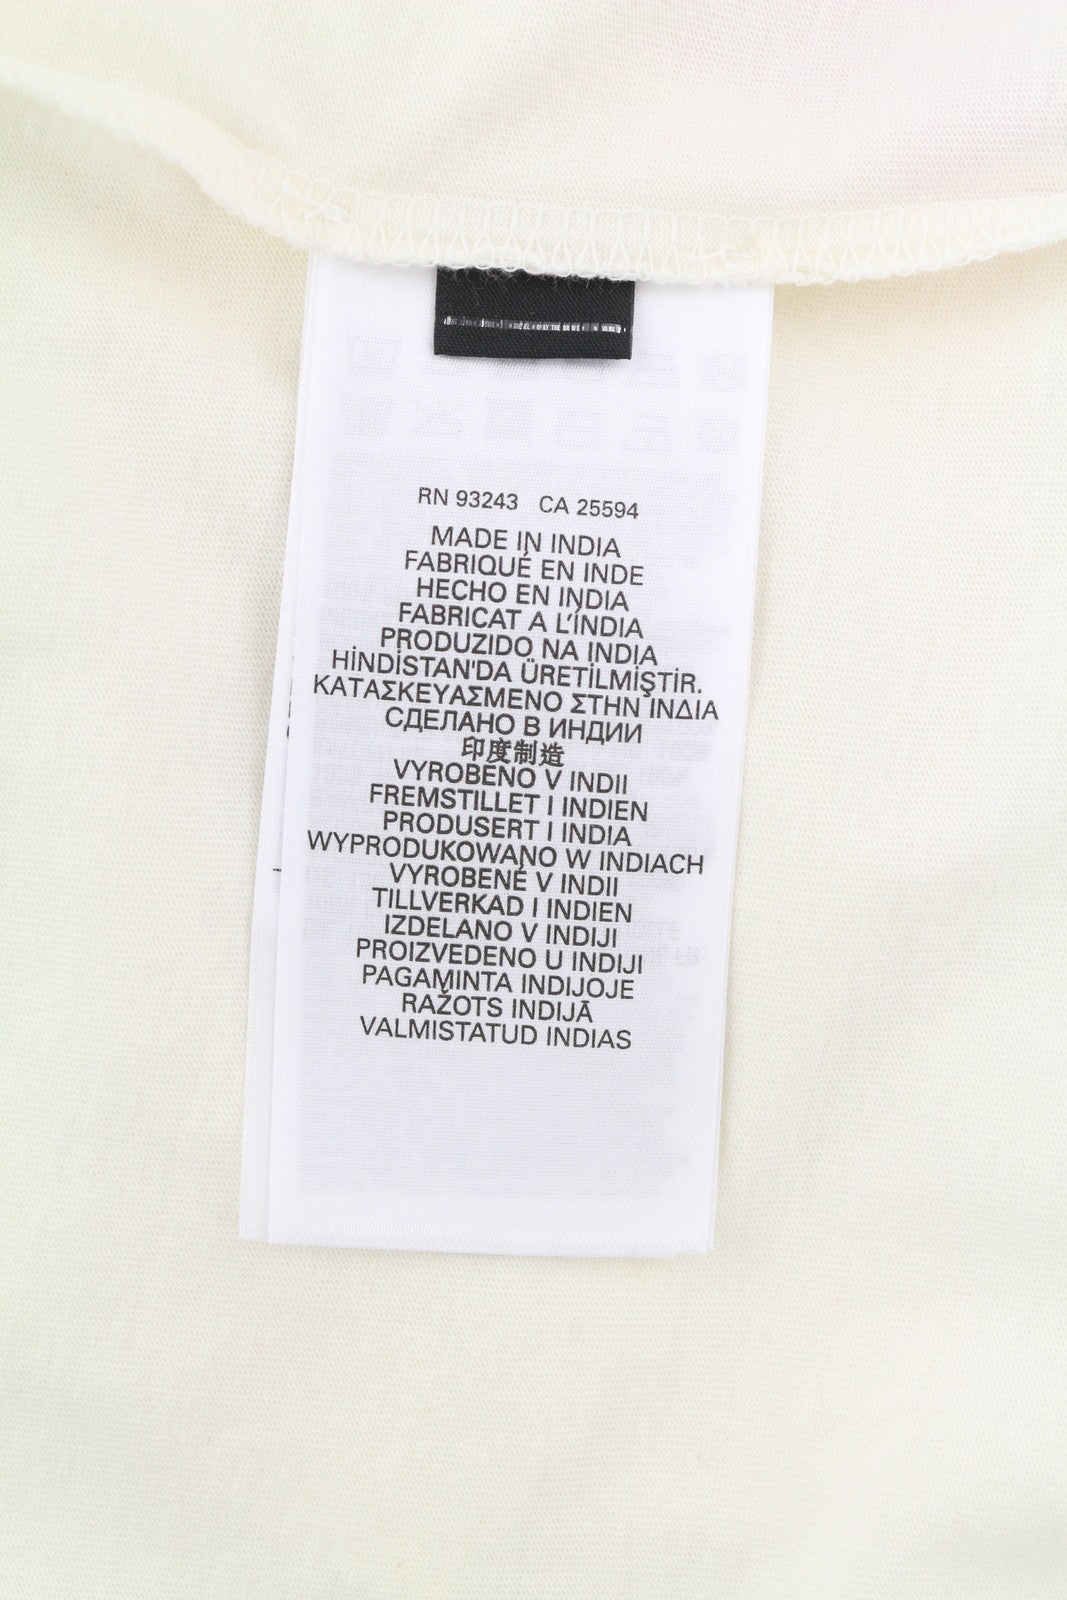 RN 93243 CA 25594
MADE IN INDIA
FABRIQUÉ EN INDE
HECHO EN INDIA
FABRICAT A L'ÍNDIA
PRODUZIDO NA ÍNDIA
HİNDİSTAN'DA ÜRETİLMİŞTİR.
ΚΑΤΑΣΚΕΥΑΣΜΕΝΟ ΣΤΗΝ ΙΝΔΙΑ
СДЕЛАНО В ИНДИИ
印度制造
VYROBENO V INDII
FREMSTILLET I INDIEN
PRODUSERT I INDIA
WYPRODUKOWANO W INDIACH
VYROBENÉ V INDII
TILLVERKAD I INDIEN
IZDELANO V INDIJI
PROIZVEDENO U INDIJI
PAGAMINTA INDIJOJE
RAŽOTS INDIJĀ
VALMISTATUD INDIAS